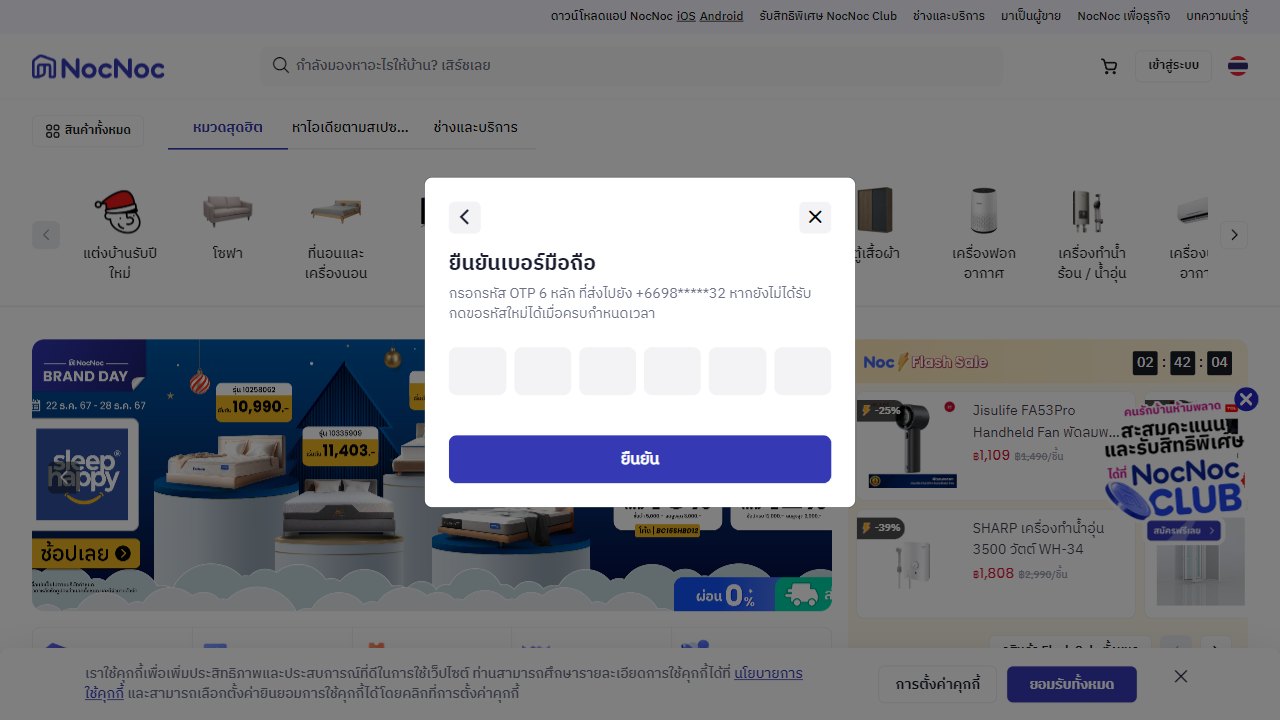 ดาวน์โหลดแอป NocNoc iOS Android รับสิทธิพิเศษ NocNoc Club ช่างและบริการ มาเป็นผู้ขาย NocNoc เพื่อธุรกิจ บทความน่ารู้
NocNoc กำลังมองหาอะไรให้บ้าน? เสิร์ชเลย เข้าสู่ระบบ
สินค้าทั้งหมด หมวดสุดฮิต หาไอเดียตามสเปซ... ช่างและบริการ
แต่งบ้านรับปีใหม่
โซฟา
ที่นอนและ
เครื่องนอน
ตู้เสื้อผ้า
เครื่องฟอก
อากาศ
เครื่องทำน้ำ
ร้อน / น้ำอุ่น
ยืนยันเบอร์มือถือ
กรอกรหัส OTP 6 หลัก ที่ส่งไปยัง +6698*****32 หากยังไม่ได้รับ
กดขอรหัสใหม่ได้เมื่อครบกำหนดเวลา
ยืนยัน
NocNoc
BRAND DAY
22 ธ.ค. 67 - 28 ธ.ค. 67
sleep
happy
ช้อปเลย
รุ่น 10258062
10,990.-
รุ่น 10335909
11,403.-
โค้ด BC165HBD12
ผ่อน 0%
Noc Flash Sale 02 : 42 : 04
-25%
Jisulife FA53Pro
Handheld Fan พัดลมพ...
฿1,109 ฿1,490/ชิ้น
-39%
SHARP เครื่องทำน้ำอุ่น
3500 วัตต์ WH-34
฿1,808 ฿2,990/ชิ้น
คนรักบ้านห้ามพลาด
สะสมคะแนน
และรับสิทธิพิเศษ
ได้ที่ NocNoc
CLUB
สมัครฟรีเลย
เราใช้คุกกี้เพื่อเพิ่มประสิทธิภาพและประสบการณ์ที่ดีในการใช้เว็บไซต์ ท่านสามารถศึกษารายละเอียดการใช้คุกกี้ได้ที่ นโยบายการ
ใช้คุกกี้ และสามารถเลือกตั้งค่ายินยอมการใช้คุกกี้ได้โดยคลิกที่การตั้งค่าคุกกี้
การตั้งค่าคุกกี้ ยอมรับทั้งหมด